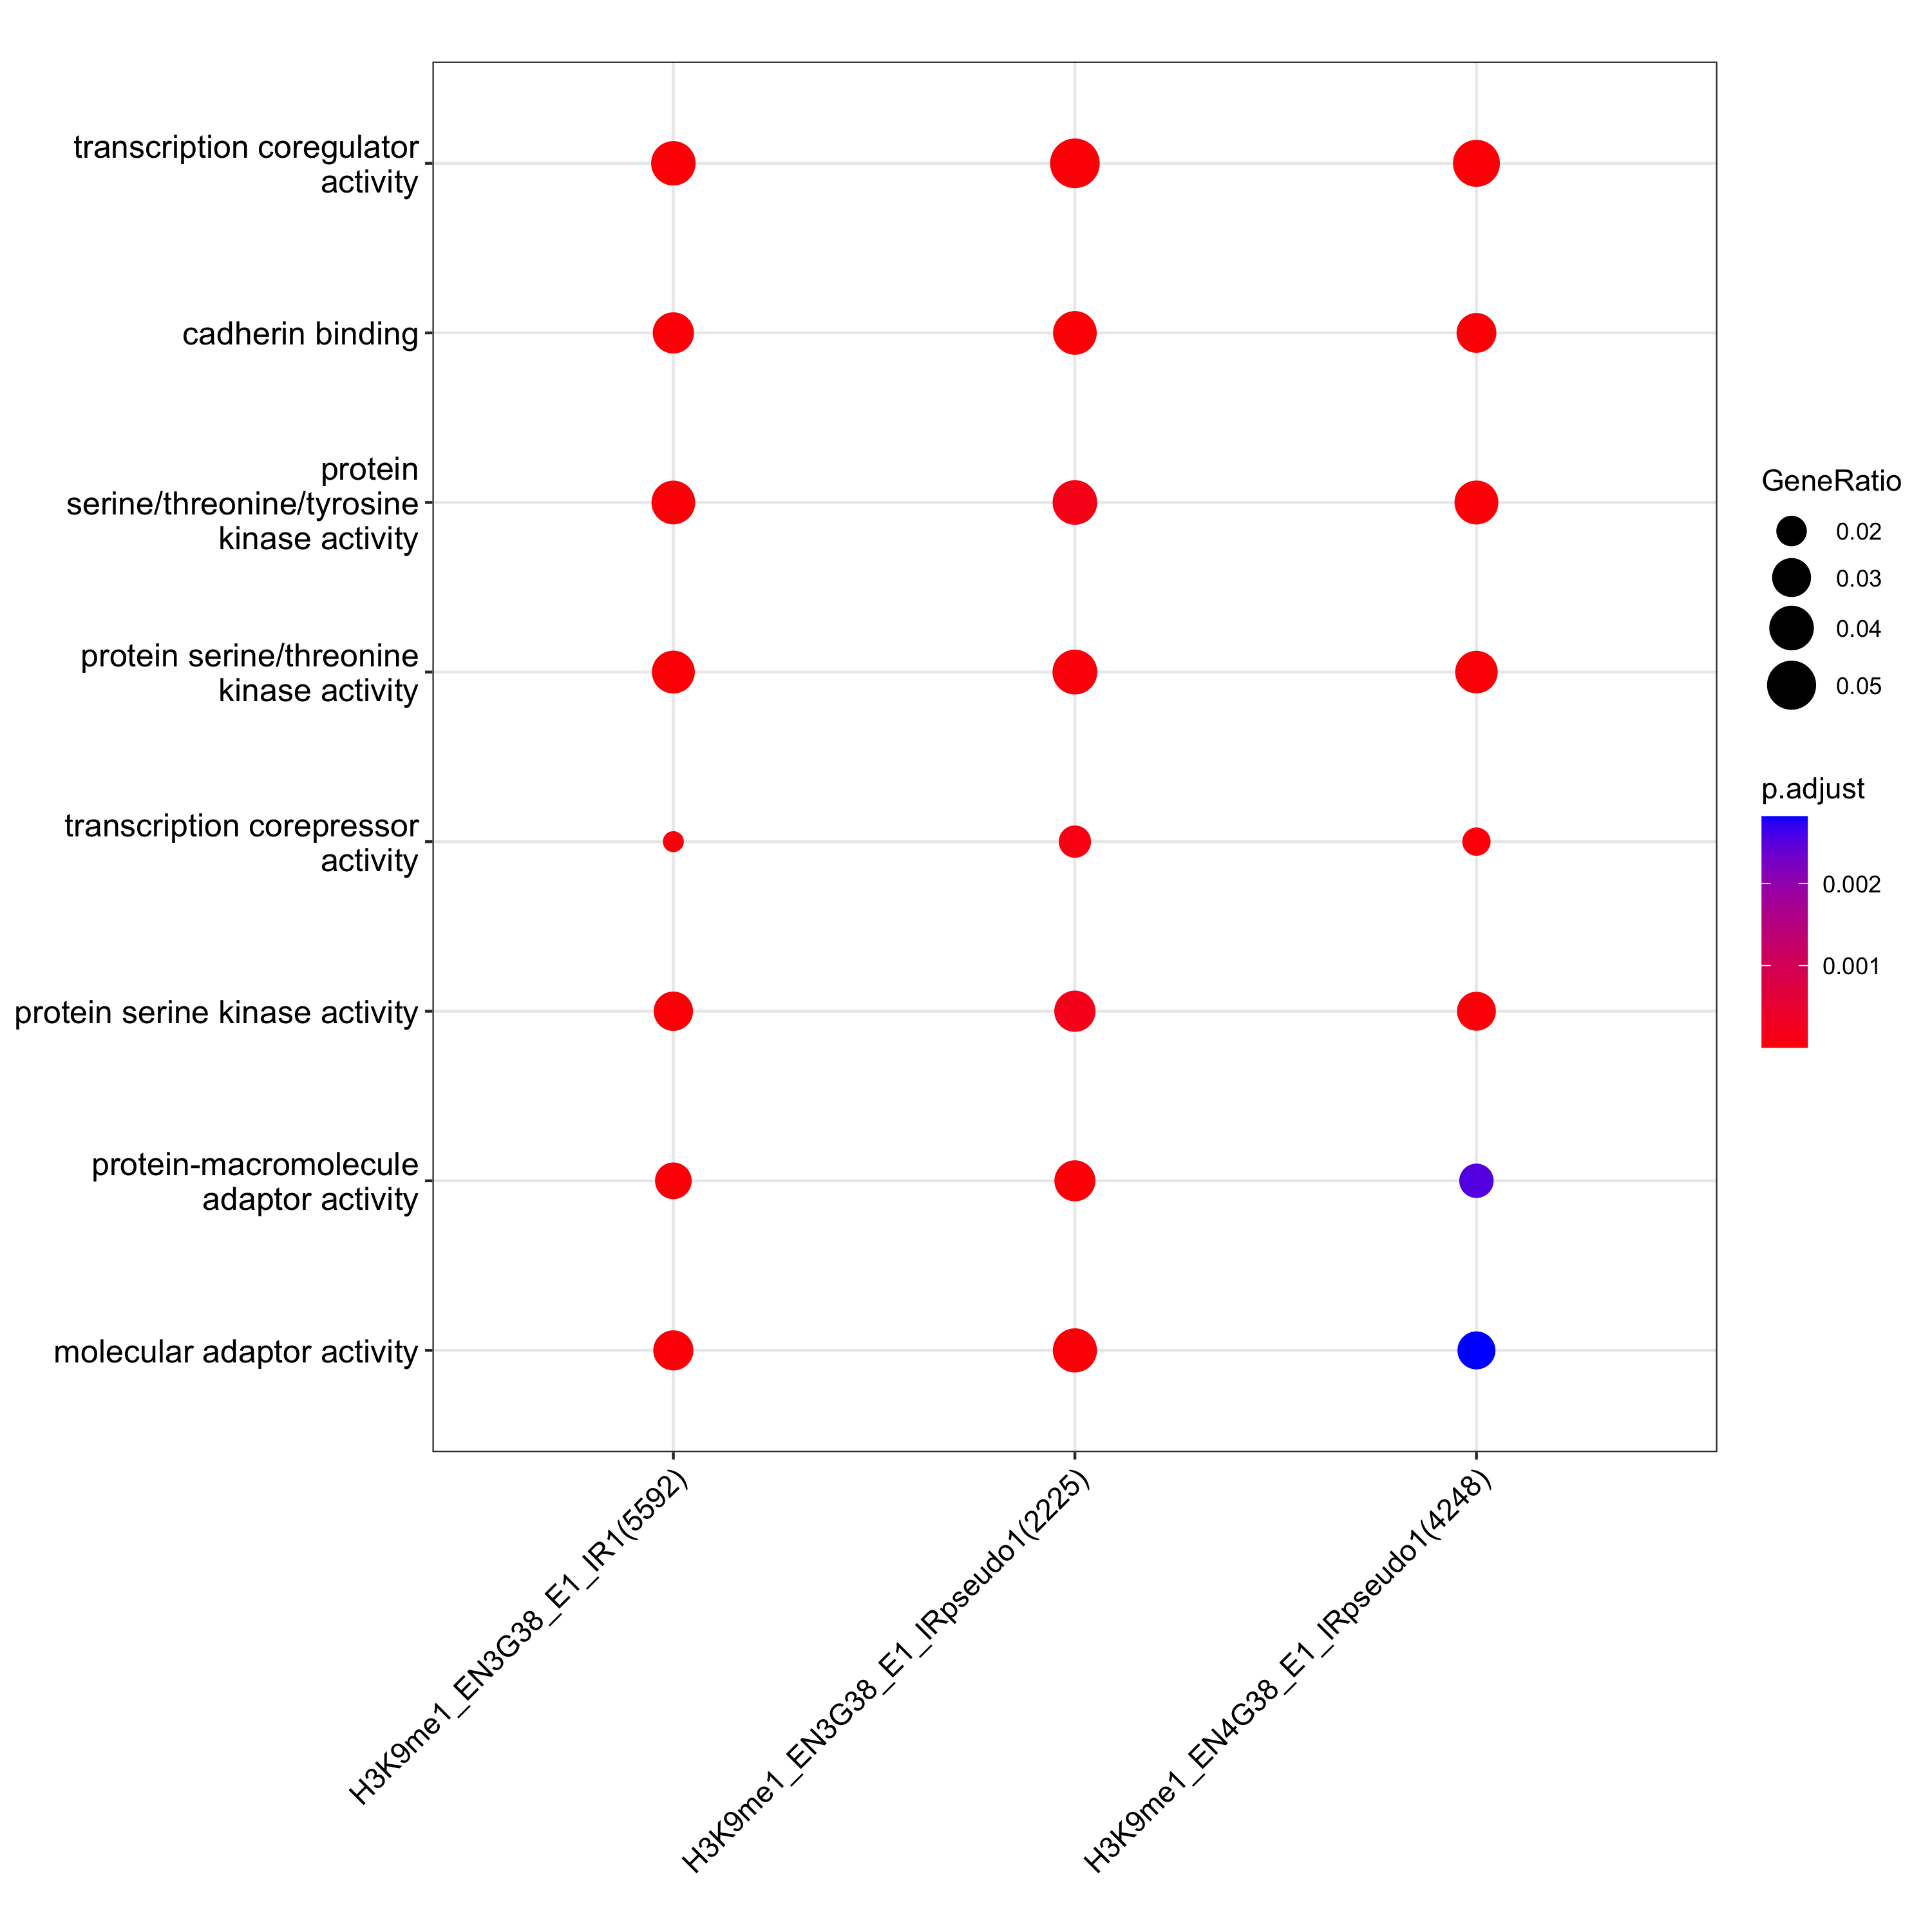 transcription coregulator
activity
cadherin binding
protein
serine/threonine/tyrosine
kinase activity
protein serine/threonine
kinase activity
transcription corepressor
activity
protein serine kinase activity
protein-macromolecule
adaptor activity
molecular adaptor activity
H3K9me1_EN3G38_E1_IR1(5592)
H3K9me1_EN3G38_E1_IRpseudo1(2225)
H3K9me1_EN4G38_E1_IRpseudo1(4248)
GeneRatio
0.02
0.03
0.04
0.05
p.adjust
0.002
0.001